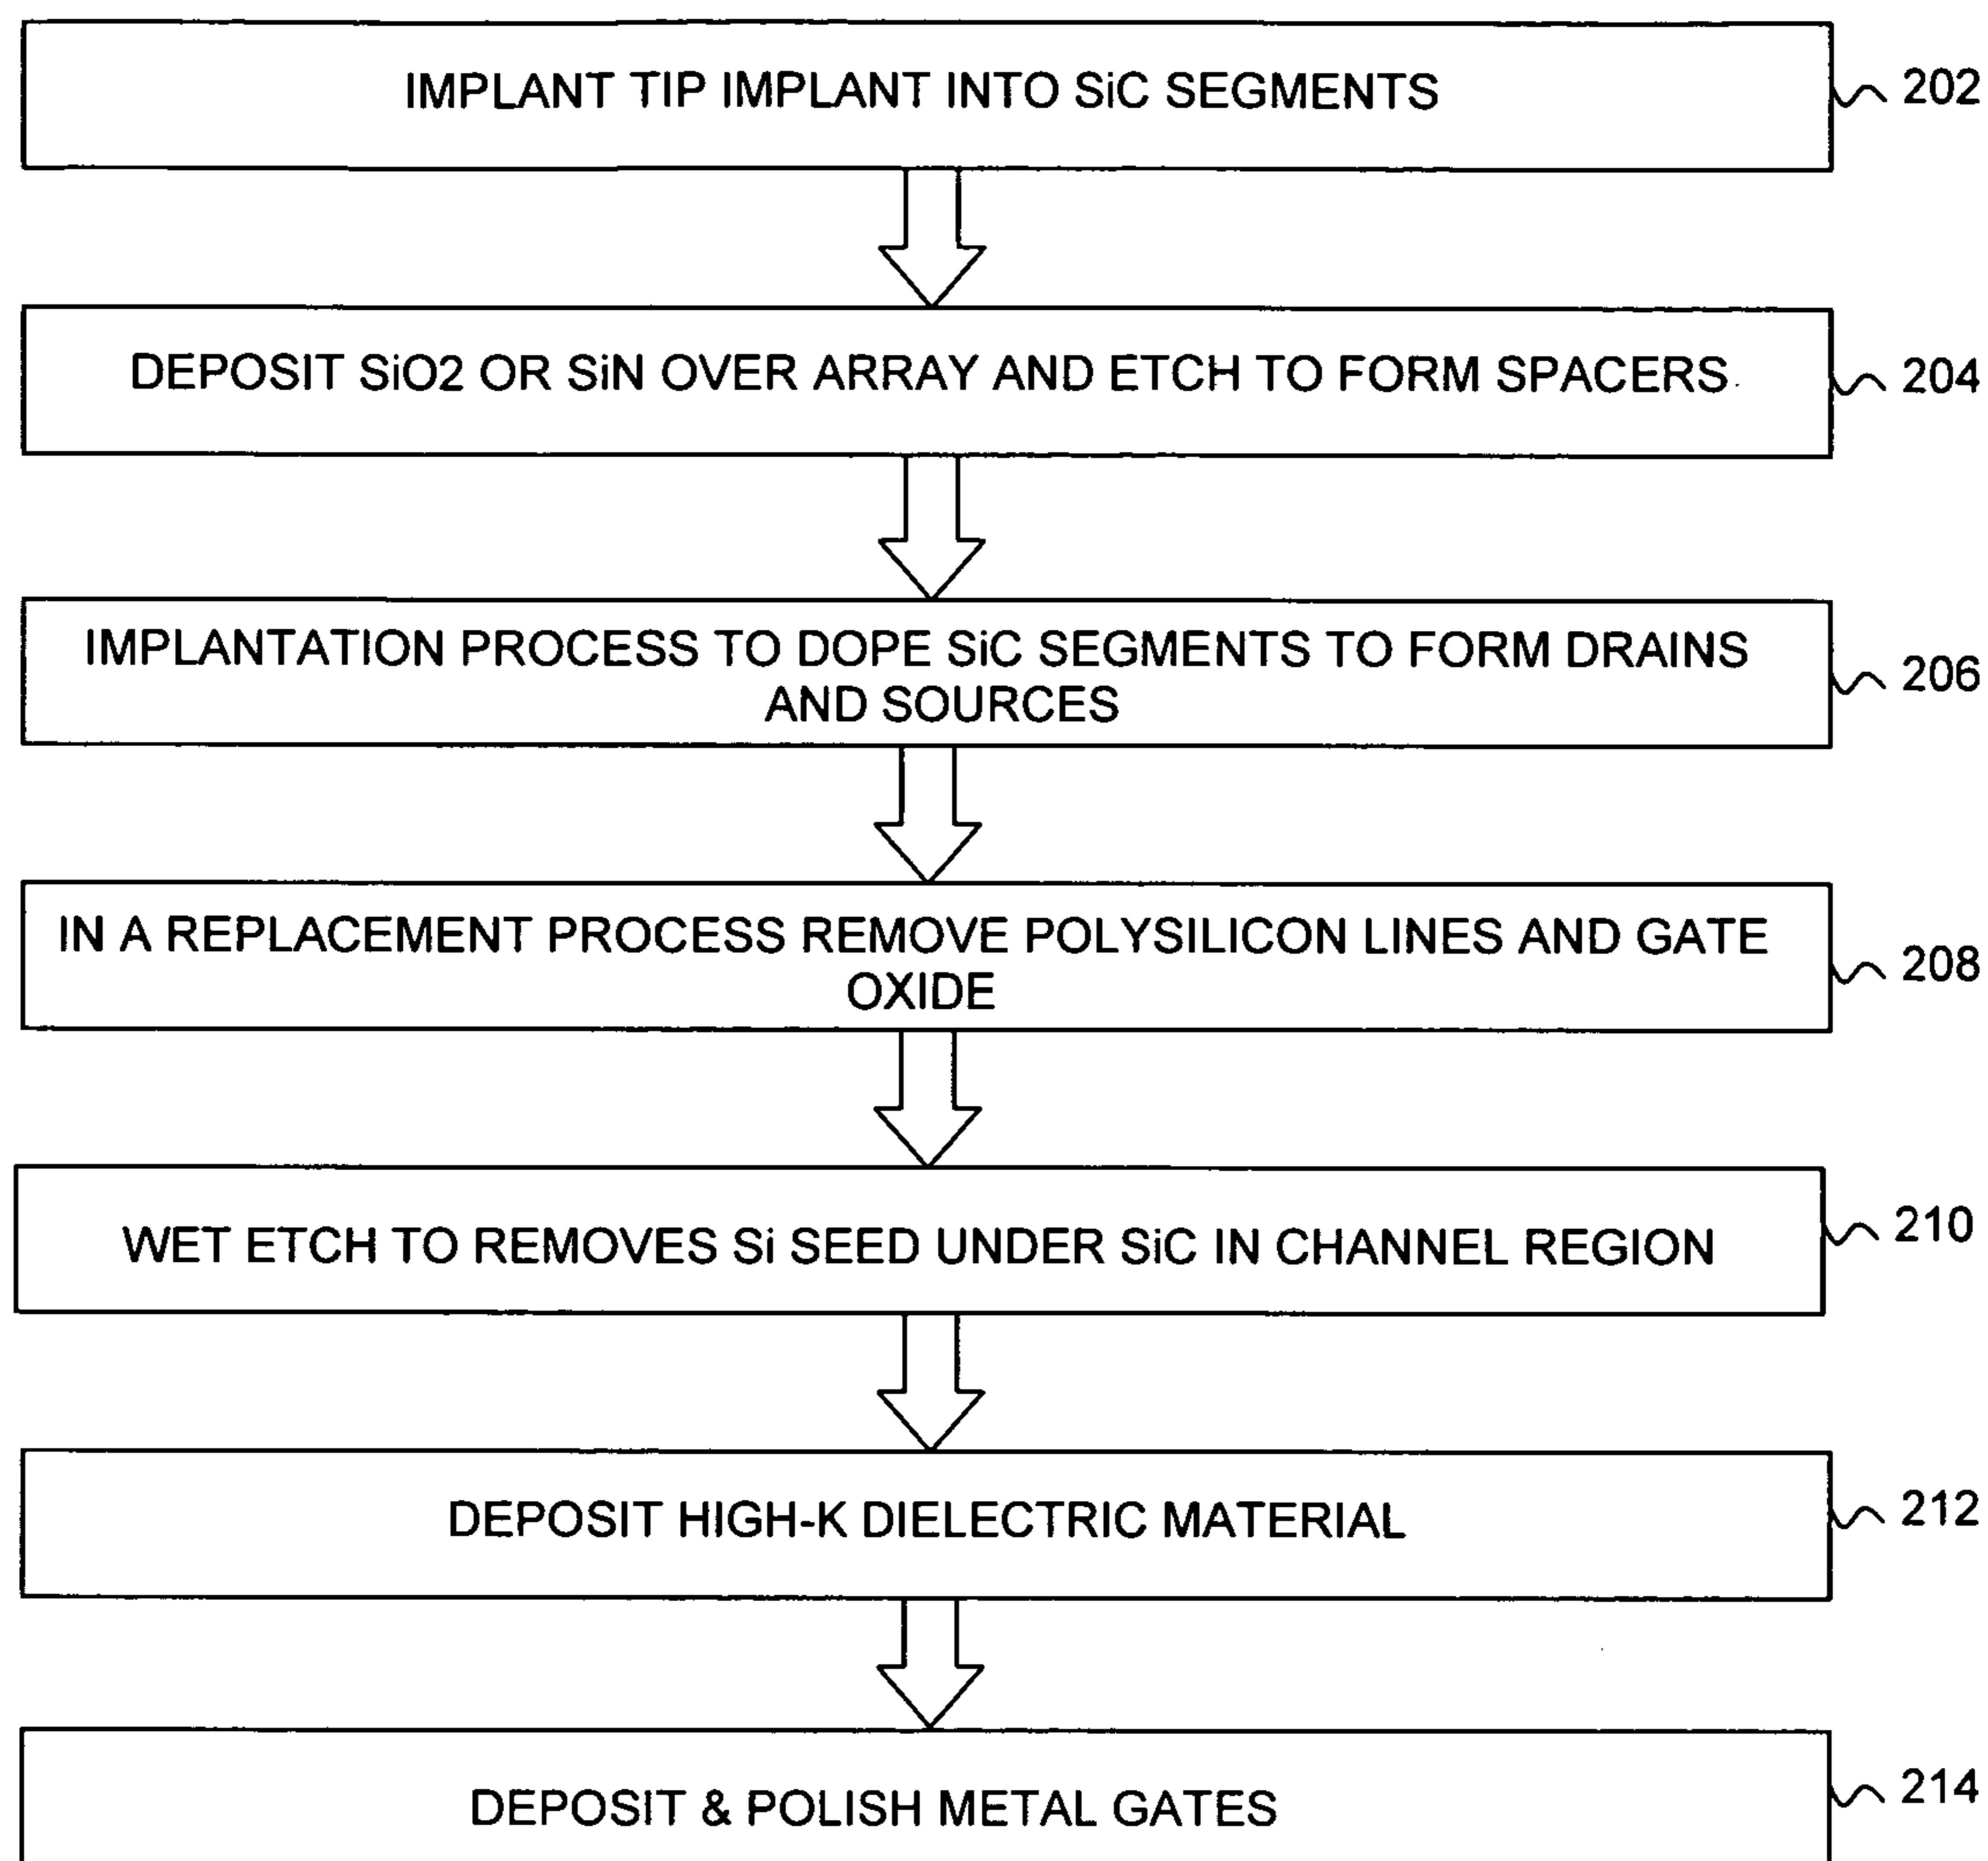 IMPLANT TIP IMPLANT INTO SiC SEGMENTS
202
DEPOSIT SiO2 OR SiN OVER ARRAY AND ETCH TO FORM SPACERS
204
IMPLANTATION PROCESS TO DOPE SiC SEGMENTS TO FORM DRAINS
AND SOURCES
206
IN A REPLACEMENT PROCESS REMOVE POLYSILICON LINES AND GATE
OXIDE
208
WET ETCH TO REMOVES Si SEED UNDER SiC IN CHANNEL REGION
210
DEPOSIT HIGH-K DIELECTRIC MATERIAL
212
DEPOSIT & POLISH METAL GATES
214